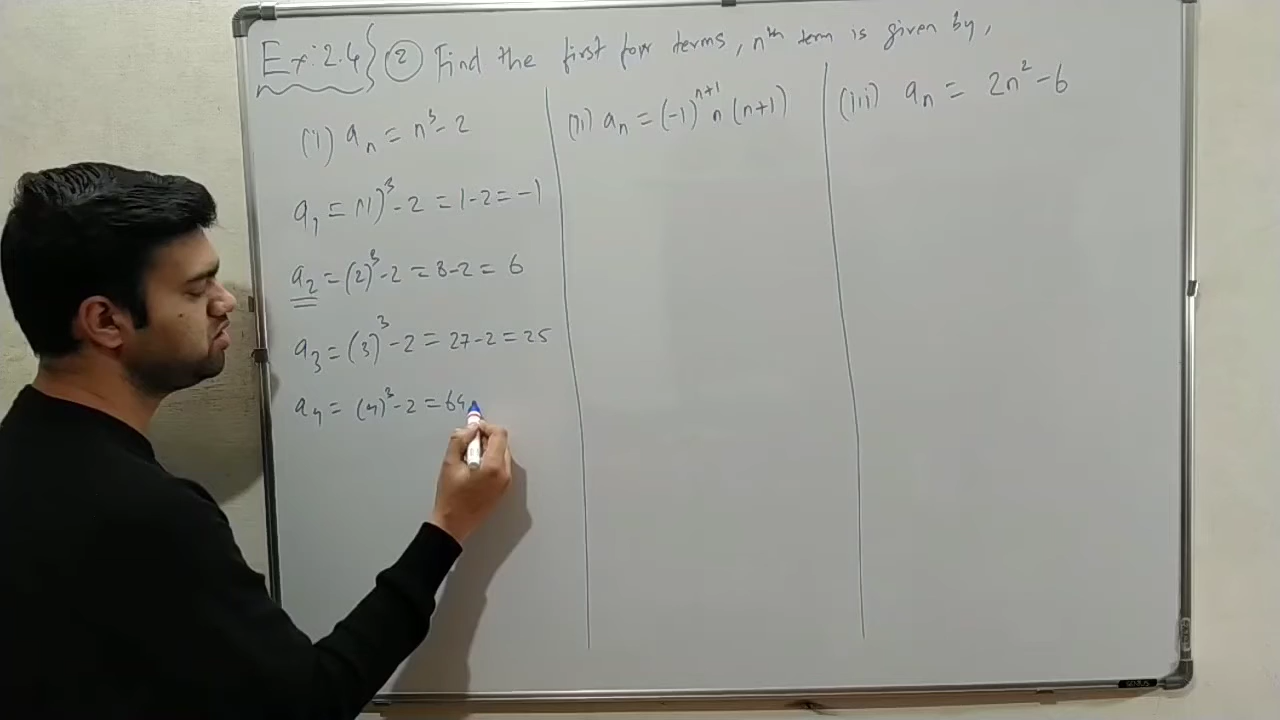 Ex: 2.4} ② Find the first four terms, nᵗʰ term is given by,
(i) aₙ = n³ - 2
a₁ = (1)³ - 2 = 1 - 2 = -1
a₂ = (2)³ - 2 = 8 - 2 = 6
a₃ = (3)³ - 2 = 27 - 2 = 25
a₄ = (4)³ - 2 = 64
(ii) aₙ = (-1)ⁿ⁺¹ n (n+1)
(iii) aₙ = 2n² - 6